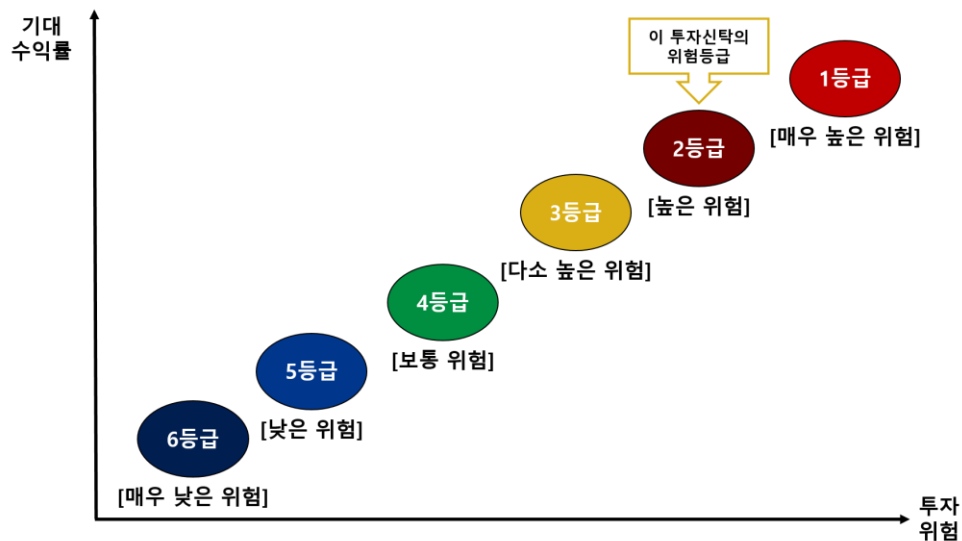 기대
수익률
이 투자신탁의
위험등급
1등급
[매우 높은 위험]
2등급
[높은 위험]
3등급
[다소 높은 위험]
4등급
[보통 위험]
5등급
[낮은 위험]
6등급
[매우 낮은 위험]
투자
위험